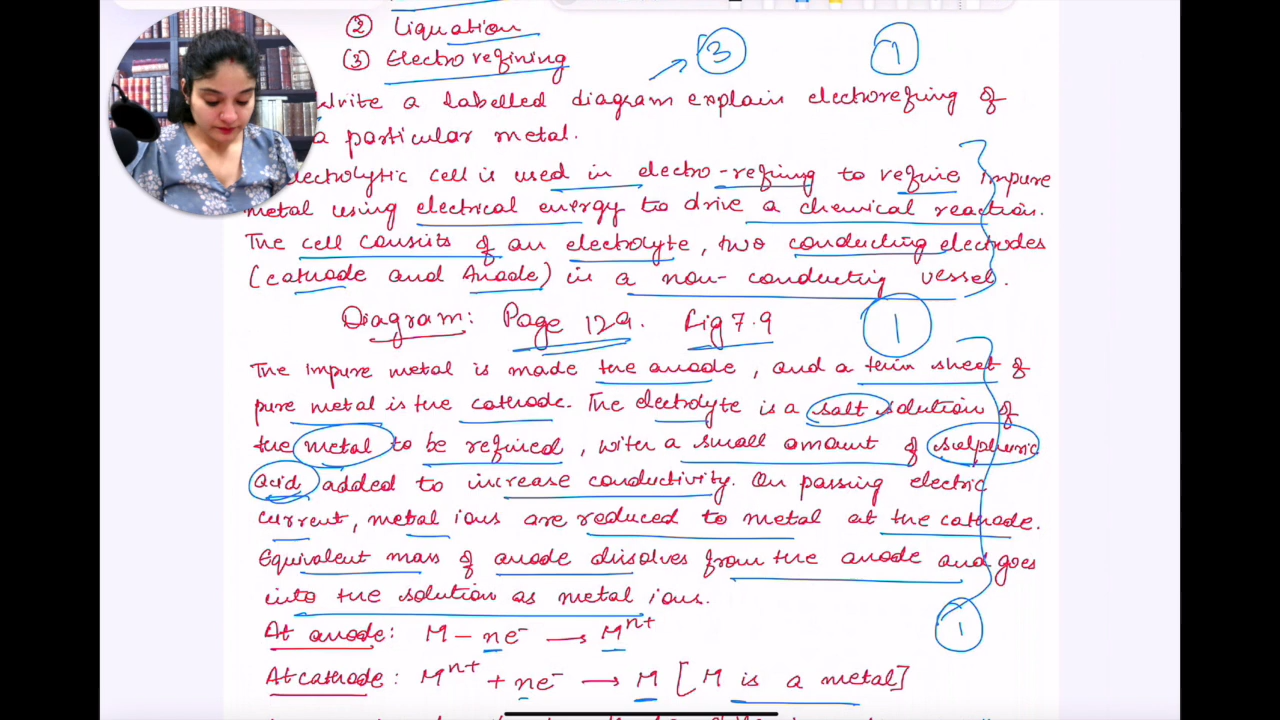 ② Liquation
(3) Electro refining
③ 1
Write a labelled diagram explain electrorefing of
a particular metal.
electrolytic cell is used in electro-refining to refine impure
metal using electrical energy to drive a chemical reaction.
The cell consists of an electrolyte, two conducting electrodes
(cathode and Anode) in a non-conducting vessel.
Diagram: Page 129. Fig 7.9 1
The impure metal is made the anode, and a thin sheet of
pure metal is the cathode. The electrolyte is a salt solution of
the metal to be refined, with a small amount of sulphuric
acid added to increase conductivity. On passing electric
current, metal ions are reduced to metal at the cathode.
Equivalent mass of anode dissolves from the anode and goes
into the solution as metal ions. 1
At anode: M - ne⁻ → Mⁿ⁺
At cathode: Mⁿ⁺ + ne⁻ → M [M is a metal]